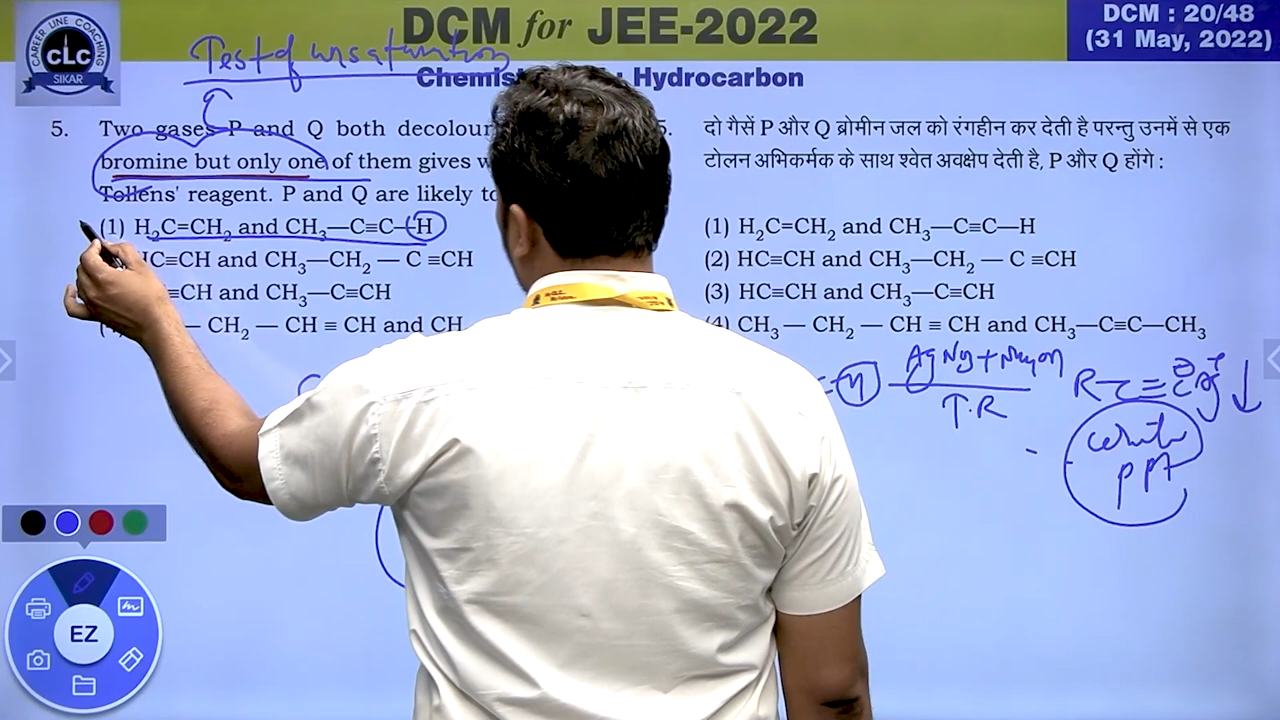 DCM for JEE-2022
DCM : 20/48
(31 May, 2022)
CAREER LINE COACHING
CLC
SIKAR
Test of unsaturation
Hydrocarbon
5. Two gases P and Q both decolour
bromine but only one of them gives
Tollens' reagent. P and Q are likely to
(1) H₂C=CH₂ and CH₃—C≡C—H
HC≡CH and CH₃—CH₂ — C ≡CH
≡CH and CH₃—C≡CH
— CH₂ — CH ≡ CH and CH
5.
दो गैसें P और Q ब्रोमीन जल को रंगहीन कर देती है परन्तु उनमें से एक
टोलन अभिकर्मक के साथ श्वेत अवक्षेप देती है, P और Q होंगे :
(1) H₂C=CH₂ and CH₃—C≡C—H
(2) HC≡CH and CH₃—CH₂ — C ≡CH
(3) HC≡CH and CH₃—C≡CH
(4) CH₃— CH₂ — CH ≡ CH and CH₃—C≡C—CH₃
T.R
white
ppt
EZ